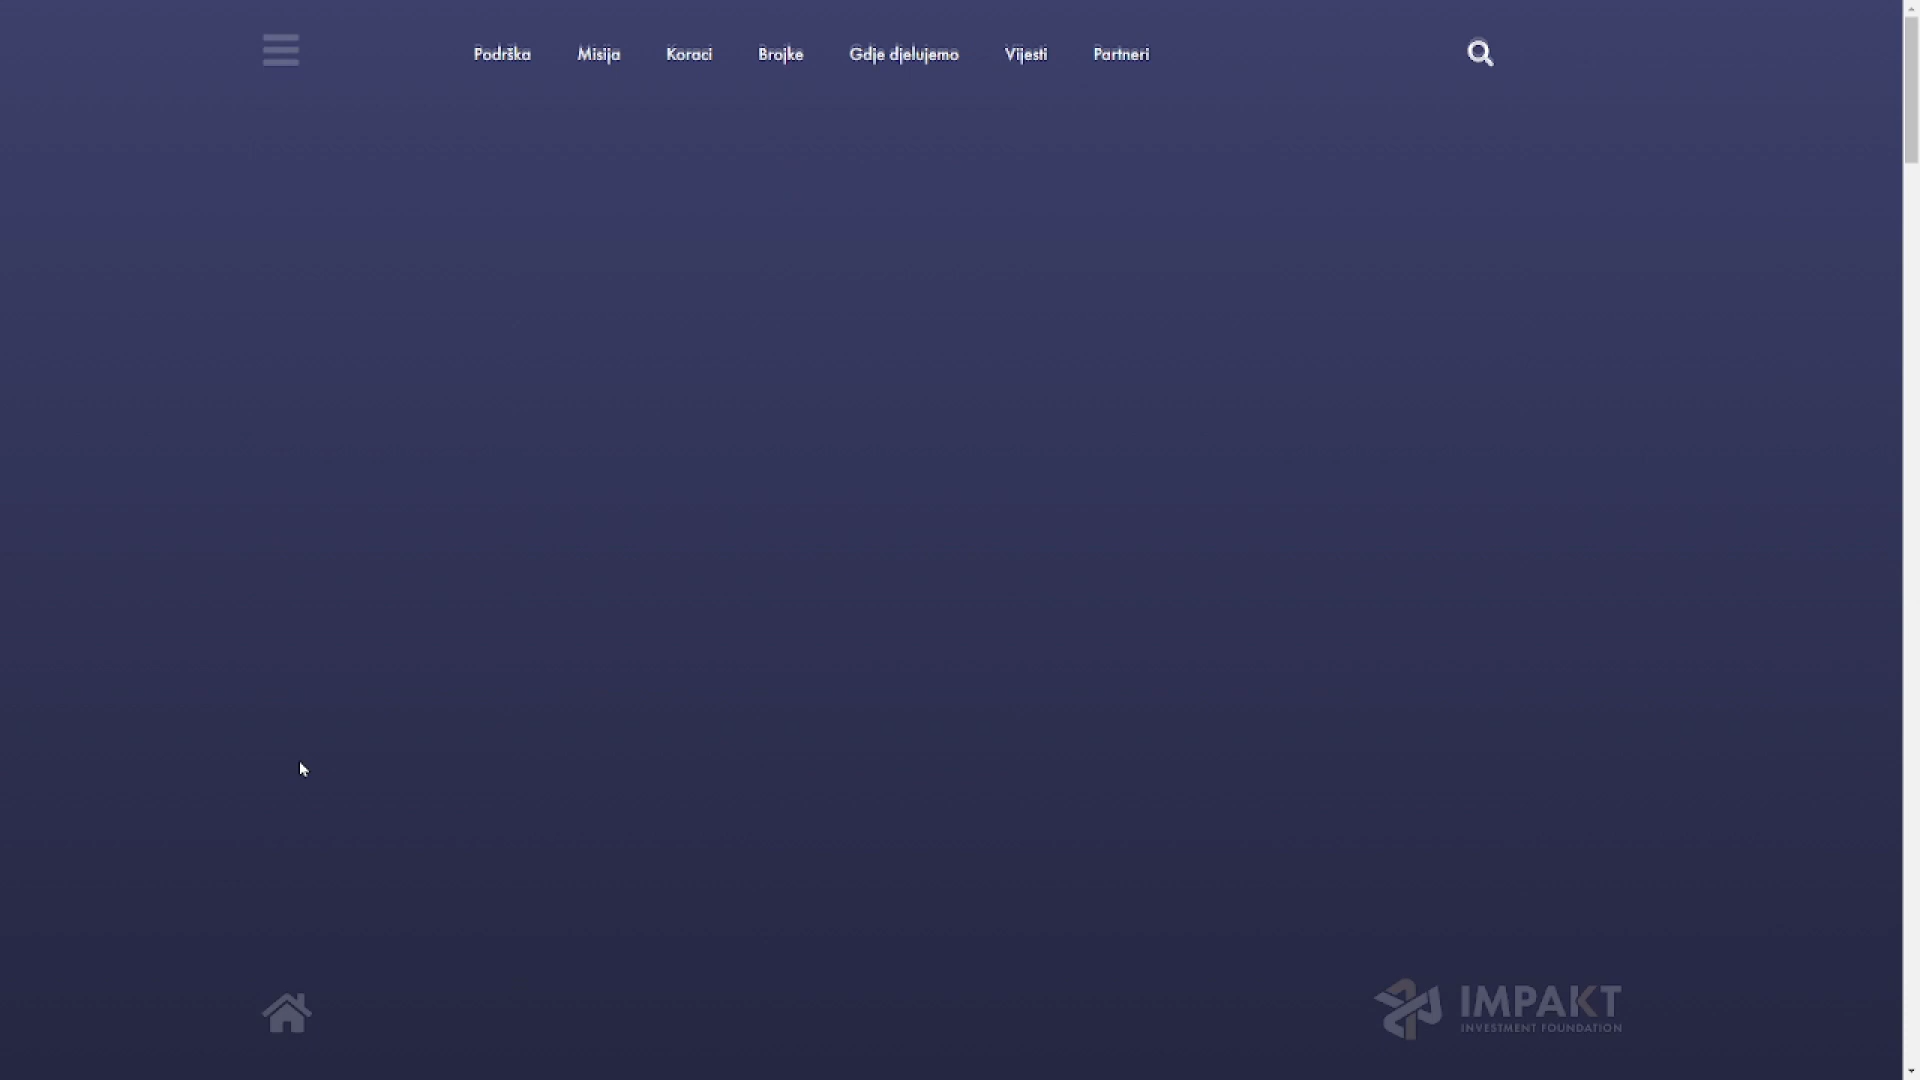 Podrška Misija Koraci Brojke Gdje djelujemo Vijesti Partneri
IMPAKT
INVESTMENT FOUNDATION